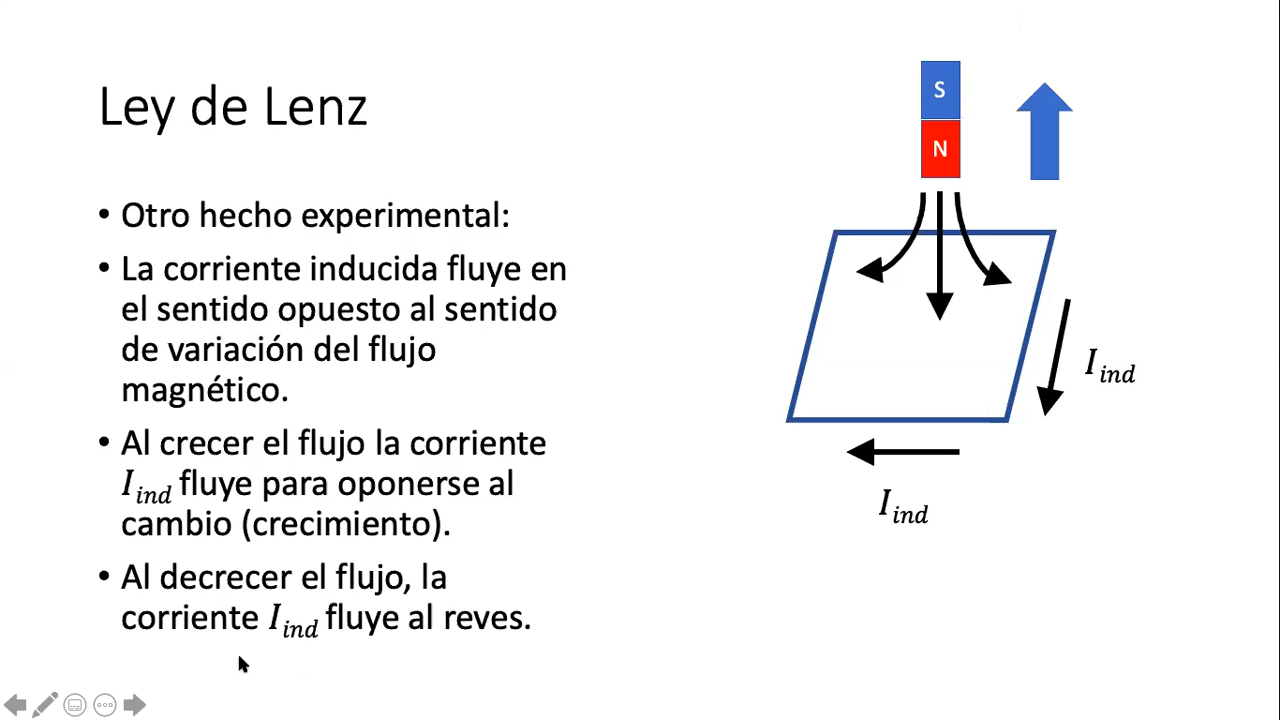 Ley de Lenz
• Otro hecho experimental:
• La corriente inducida fluye en
el sentido opuesto al sentido
de variación del flujo
magnético.
• Al crecer el flujo la corriente
I_ind fluye para oponerse al
cambio (crecimiento).
• Al decrecer el flujo, la
corriente I_ind fluye al reves.
S
N
I_ind
I_ind